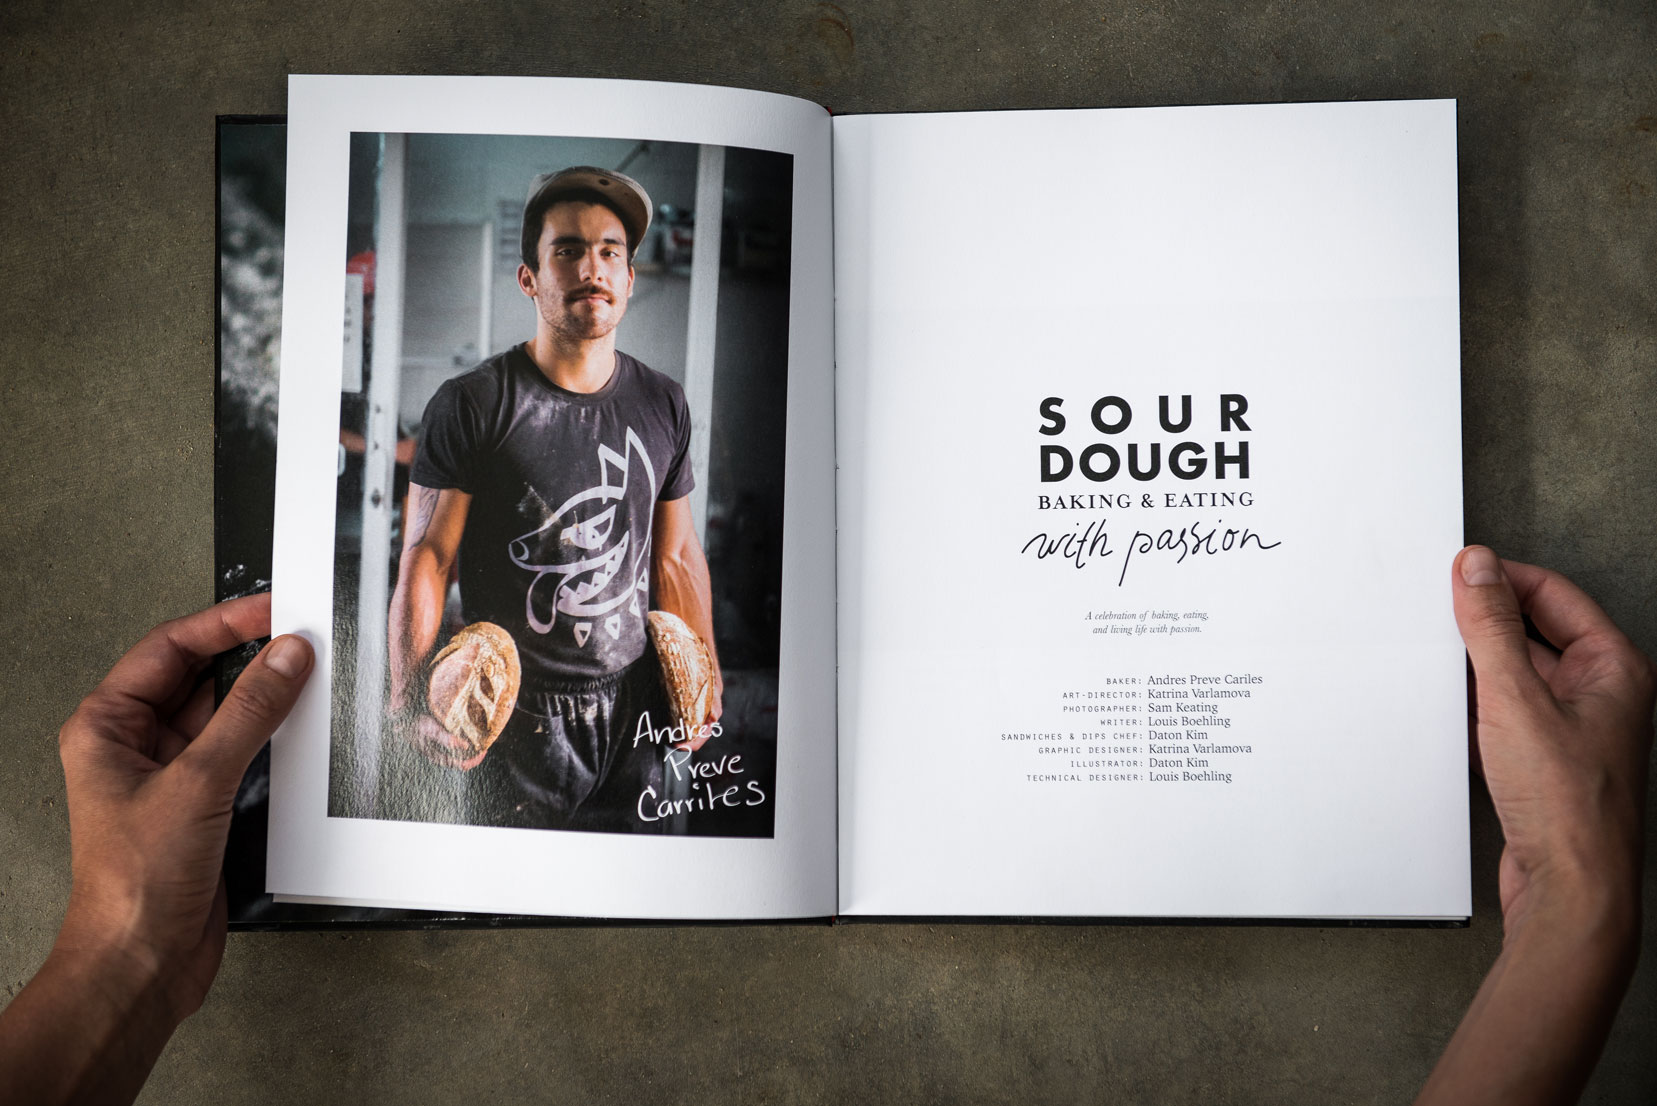 Andres
Preve
Carriles
SOUR
DOUGH
BAKING & EATING
with passion
A celebration of baking, eating,
and living life with passion.
BAKER: Andres Preve Cariles
ART-DIRECTOR: Katrina Varlamova
PHOTOGRAPHER: Sam Keating
WRITER: Louis Boehling
SANDWICHES & DIPS CHEF: Daton Kim
GRAPHIC DESIGNER: Katrina Varlamova
ILLUSTRATOR: Daton Kim
TECHNICAL DESIGNER: Louis Boehling